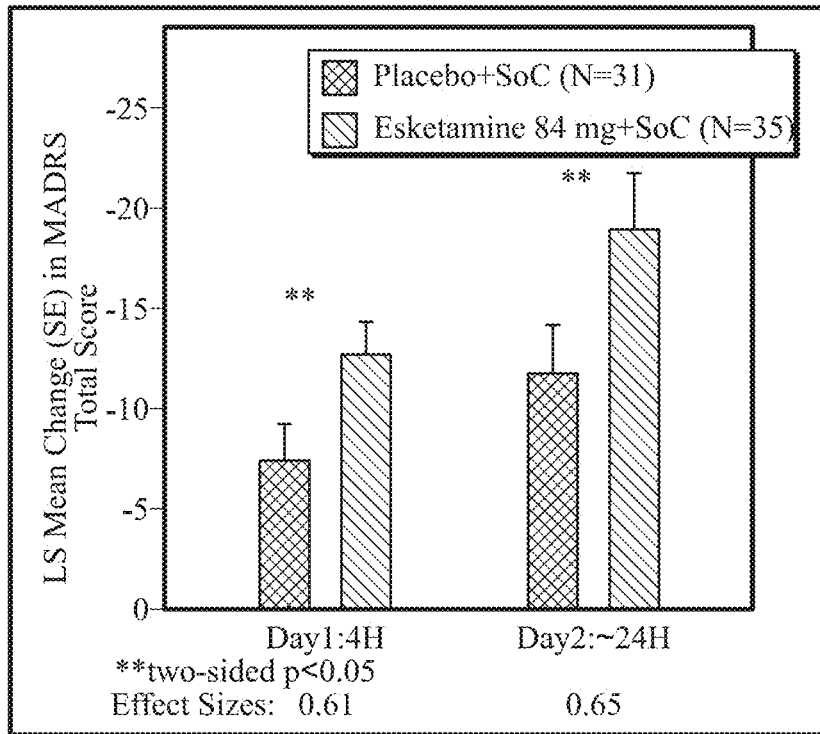 Placebo+SoC (N=31)
Esketamine 84 mg+SoC (N=35)
LS Mean Change (SE) in MADRS
Total Score
-25
-20
-15
-10
-5
0
**
**
Day1:4H Day2:~24H
**two-sided p<0.05
Effect Sizes: 0.61 0.65